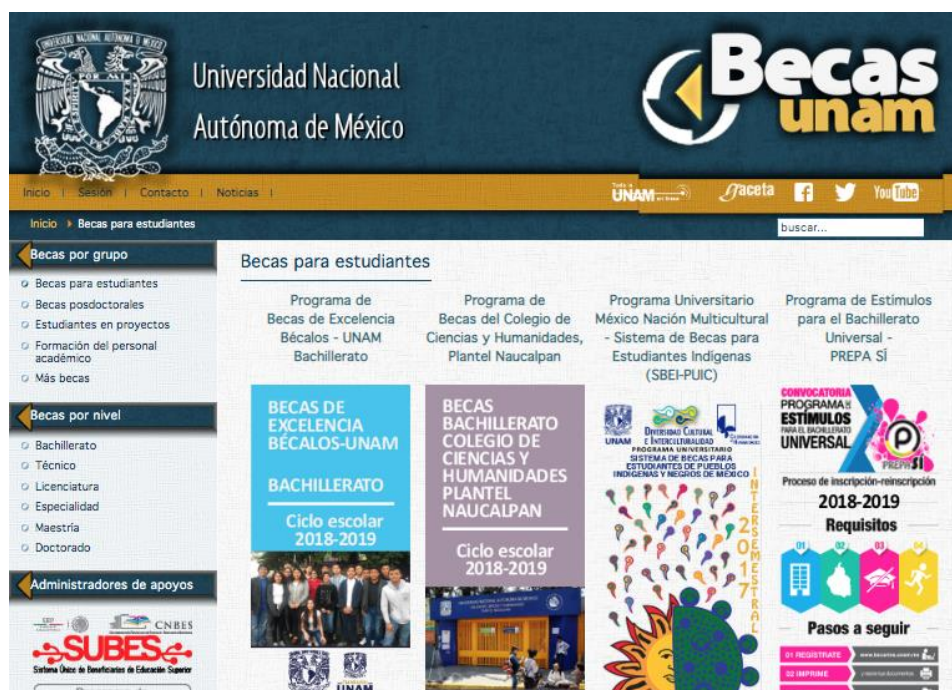 Universidad Nacional
Autónoma de México
Becas
unam
Inicio | Sesión | Contacto | Noticias |
UNAM
gaceta
YouTube
Inicio Becas para estudiantes
buscar...
Becas por grupo
Becas para estudiantes
Becas posdoctorales
Estudiantes en proyectos
Formación del personal
académico
Más becas
Becas por nivel
Bachillerato
Técnico
Licenciatura
Especialidad
Maestría
Doctorado
Administradores de apoyos
CNBES
SUBES
Sistema Único de Beneficiarios de Educación Superior
Becas para estudiantes
Programa de
Becas de Excelencia
Bécalos - UNAM
Bachillerato
BECAS DE
EXCELENCIA
BÉCALOS-UNAM
BACHILLERATO
Ciclo escolar
2018-2019
UNAM
Programa de
Becas del Colegio de
Ciencias y Humanidades,
Plantel Naucalpan
BECAS
BACHILLERATO
COLEGIO DE
CIENCIAS Y
HUMANIDADES
PLANTEL
NAUCALPAN
Ciclo escolar
2018-2019
Programa Universitario
México Nación Multicultural
- Sistema de Becas para
Estudiantes Indígenas
(SBEI-PUIC)
UNAM
DIVERSIDAD CULTURAL
E INTERCULTURALIDAD
PROGRAMA UNIVERSITARIO
SISTEMA DE BECAS PARA
ESTUDIANTES DE PUEBLOS
INDÍGENAS Y NEGROS DE MÉXICO
INTERSEMESTRAL
2017
Programa de Estímulos
para el Bachillerato
Universal -
PREPA SÍ
CONVOCATORIA
PROGRAMA DE
ESTÍMULOS
PARA EL BACHILLERATO
UNIVERSAL
PREPA SÍ
Proceso de inscripción-reinscripción
2018-2019
Requisitos
01 02 03 04
Pasos a seguir
01 REGÍSTRATE
02 IMPRIME